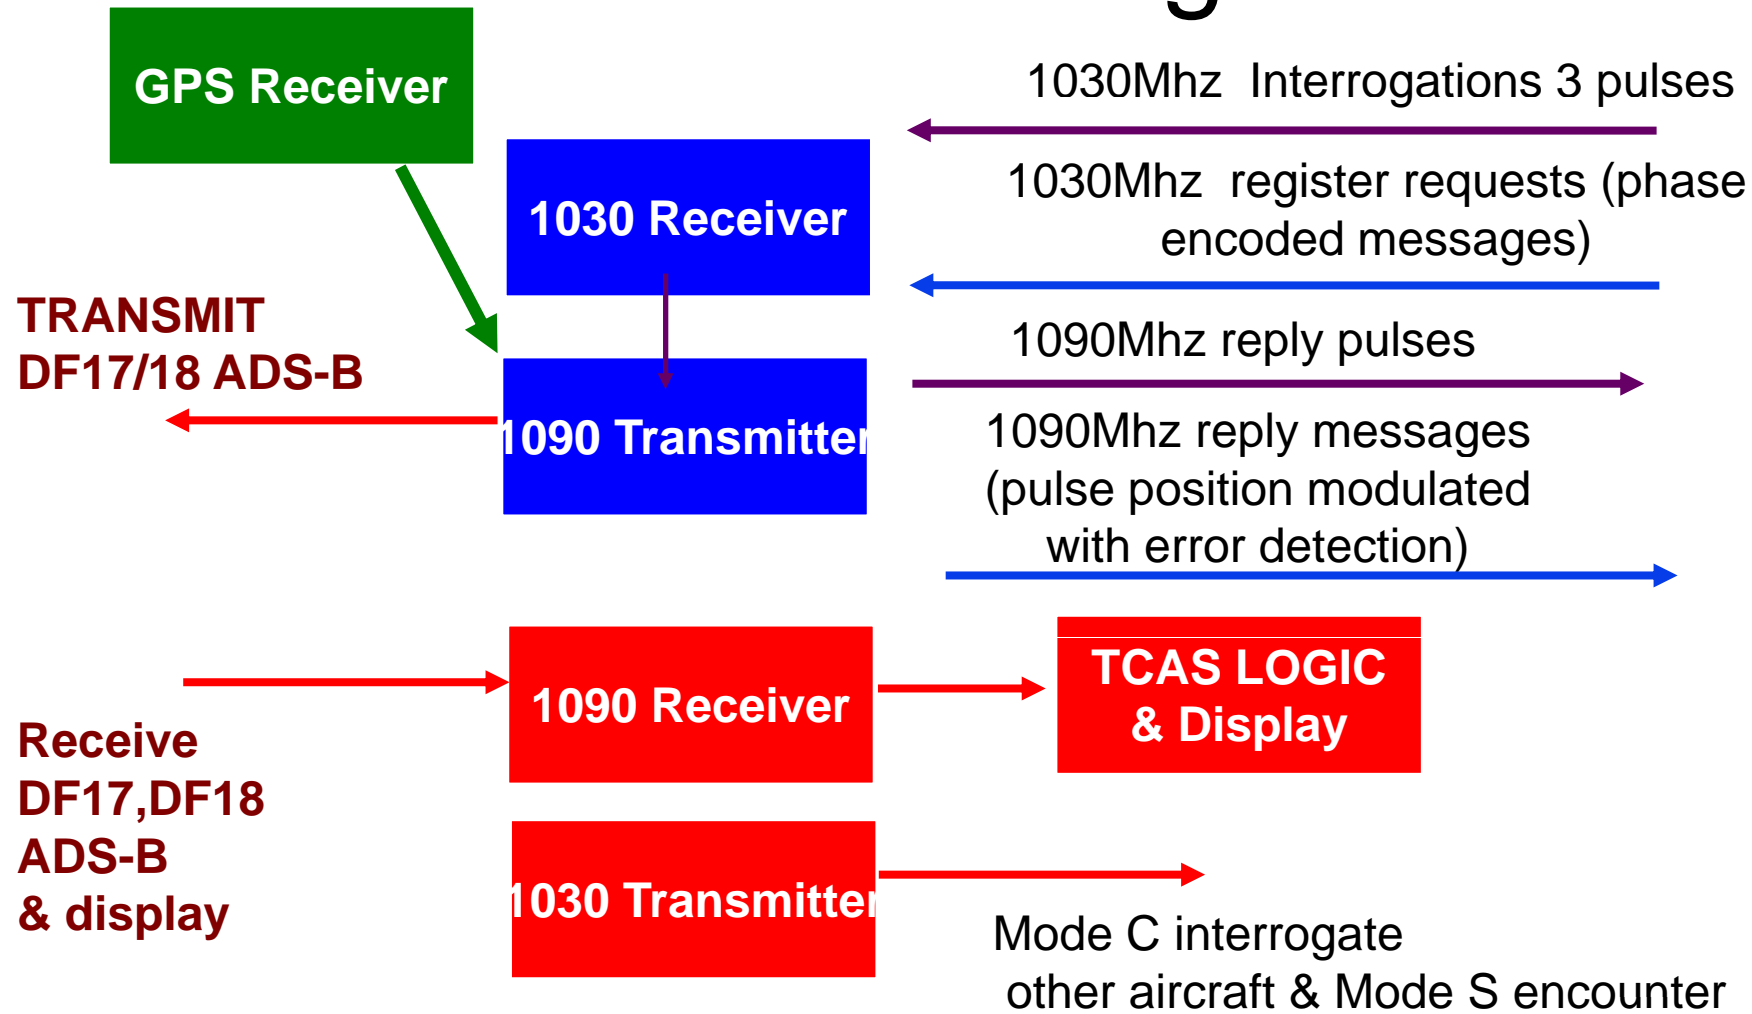 GPS Receiver
1030Mhz Interrogations 3 pulses
1030 Receiver
1030Mhz register requests (phase
encoded messages)
TRANSMIT
DF17/18 ADS-B
1090Mhz reply pulses
1090 Transmitter
1090Mhz reply messages
(pulse position modulated
with error detection)
1090 Receiver
TCAS LOGIC
& Display
Receive
DF17,DF18
ADS-B
& display
1030 Transmitter
Mode C interrogate
other aircraft & Mode S encounter